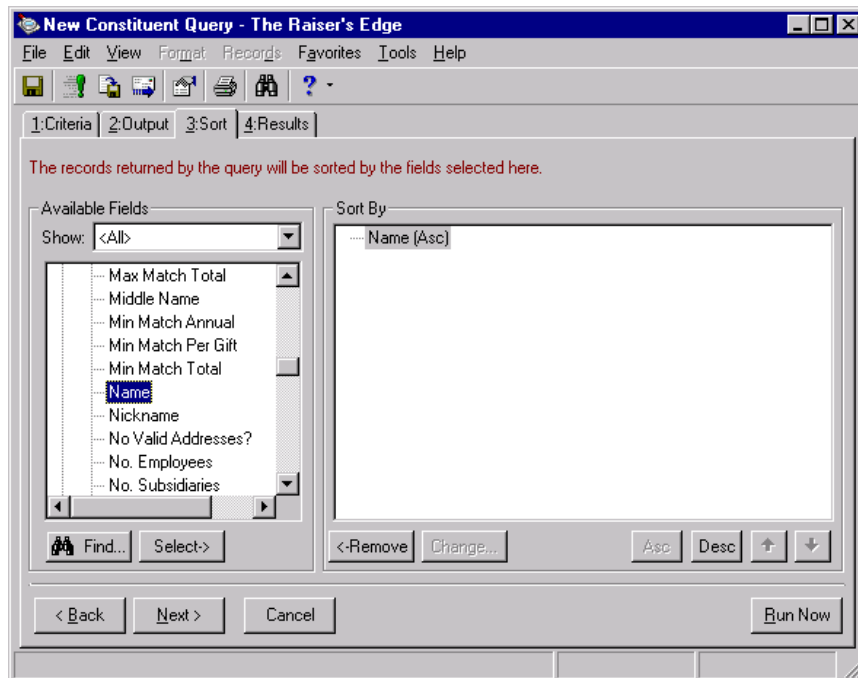 New Constituent Query - The Raiser's Edge
File Edit View Format Records Favorites Tools Help
?
1:Criteria 2:Output 3:Sort 4:Results
The records returned by the query will be sorted by the fields selected here.
Available Fields
Show: <All>
Max Match Total
Middle Name
Min Match Annual
Min Match Per Gift
Min Match Total
Name
Nickname
No Valid Addresses?
No. Employees
No. Subsidiaries
Find... Select->
Sort By
Name (Asc)
<-Remove Change... Asc Desc
< Back Next > Cancel Run Now